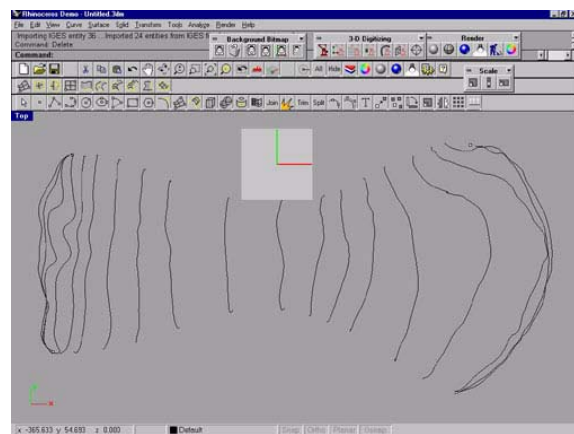 Rhinoceros Demo - Untitled.3dm
File Edit View Curve Surface Solid Transform Tools Analyze Render Help
Importing IGES entity 36 ... Imported 24 entities from IGES f
Command: Delete
Command:
Background Bitmap
3-D Digitizing
Render
All Hide
Scale
Join Trim Split
Top
x -365.633 y 54.693 z 0.000
Default
Snap Ortho Planar Osnap